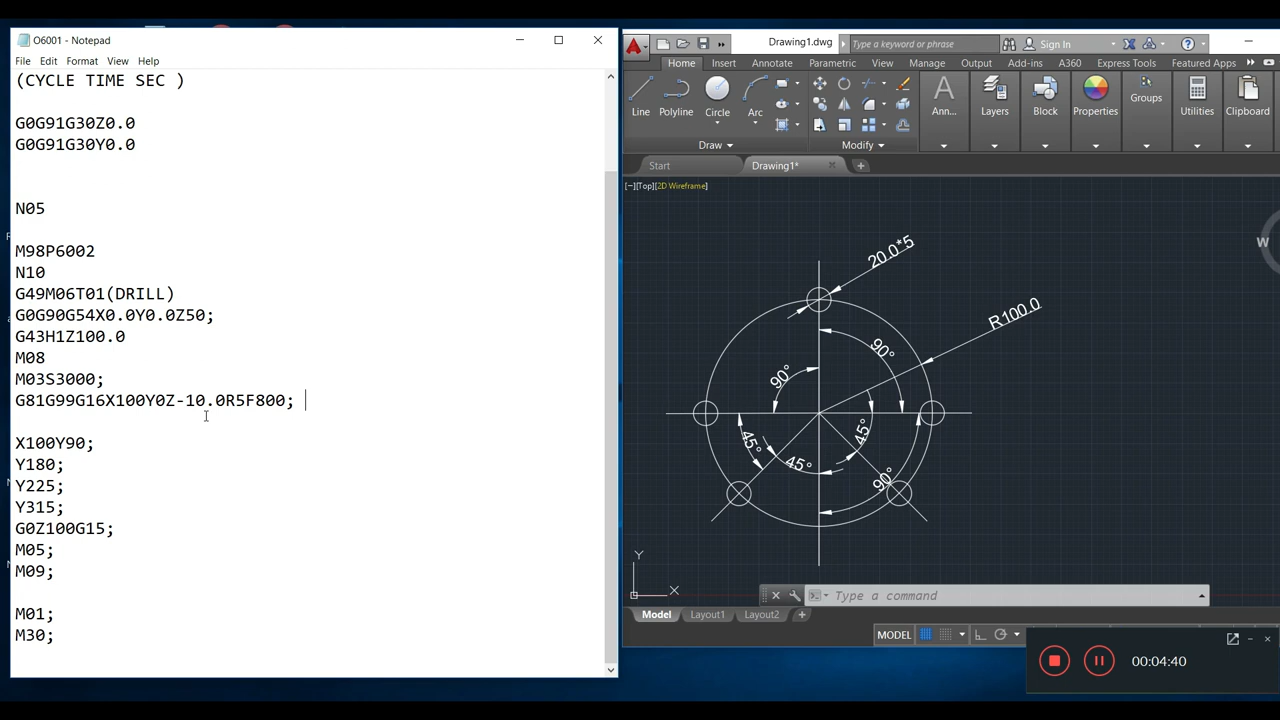 O6001 - Notepad
File Edit Format View Help
(CYCLE TIME SEC )
G0G91G30Z0.0
G0G91G30Y0.0
N05
M98P6002
N10
G49M06T01(DRILL)
G0G90G54X0.0Y0.0Z50;
G43H1Z100.0
M08
M03S3000;
G81G99G16X100Y0Z-10.0R5F800;
X100Y90;
Y180;
Y225;
Y315;
G0Z100G15;
M05;
M09;
M01;
M30;
Drawing1.dwg
Type a keyword or phrase
Sign In
Home Insert Annotate Parametric View Manage Output Add-ins A360 Express Tools Featured Apps
Line Polyline Circle Arc Ann... Layers Block Properties Groups Utilities Clipboard
Draw Modify
Start Drawing1*
[−][Top][2D Wireframe]
W
20.0*5
R100.0
90°
90°
45°
45°
45°
90°
Y
X
Type a command
Model Layout1 Layout2
MODEL
00:04:40